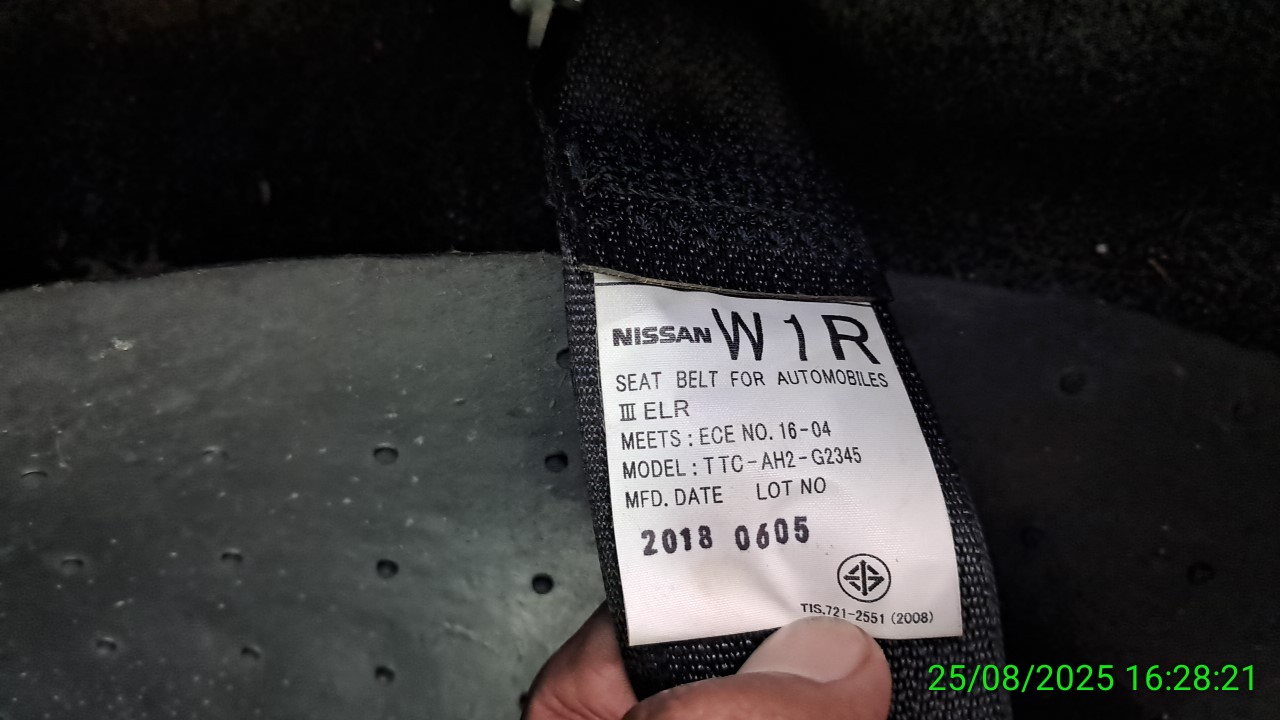 NISSAN W1R
SEAT BELT FOR AUTOMOBILES
Ⅲ ELR
MEETS : ECE NO. 16-04
MODEL : TTC-AH2-G2345
MFD. DATE LOT NO
2018 0605
TIS.721-2551 (2008)
25/08/2025 16:28:21